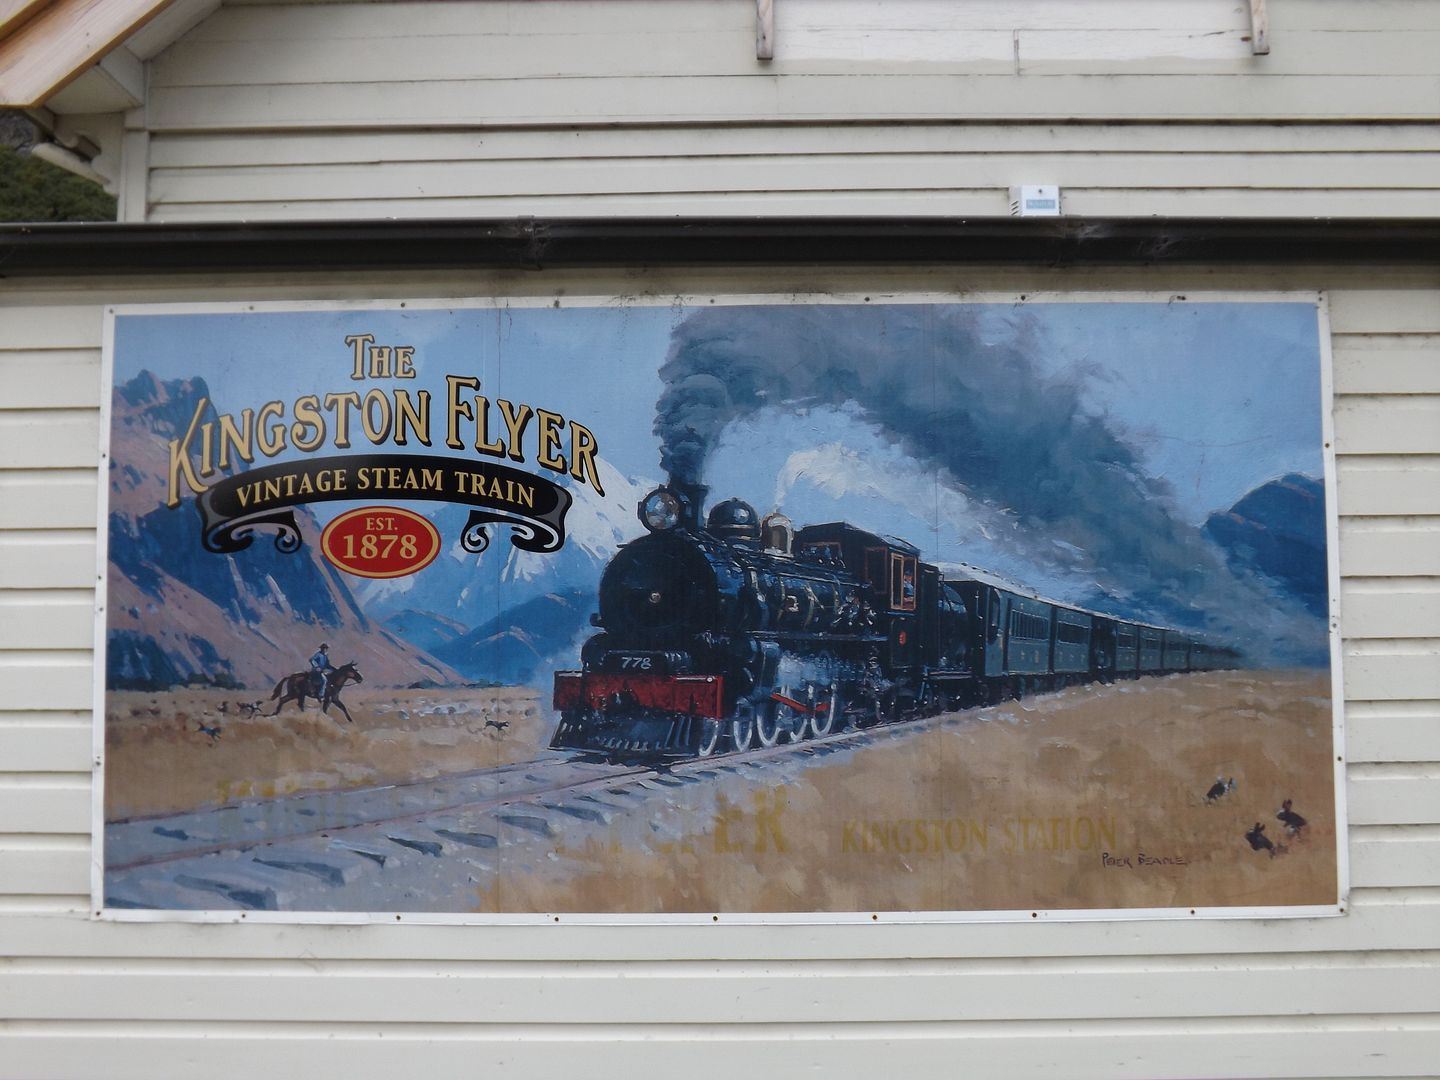 THE
KINGSTON FLYER
VINTAGE STEAM TRAIN
EST.
1878
778
KINGSTON STATION
PETER BEADLE